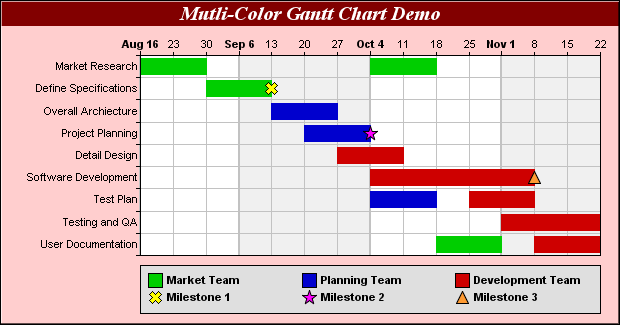 Mutli-Color Gantt Chart Demo
Aug 16 23 30 Sep 6 13 20 27 Oct 4 11 18 25 Nov 1 8 15 22
Market Research
Define Specifications
Overall Archiecture
Project Planning
Detail Design
Software Development
Test Plan
Testing and QA
User Documentation
Market Team Planning Team Development Team
Milestone 1 Milestone 2 Milestone 3